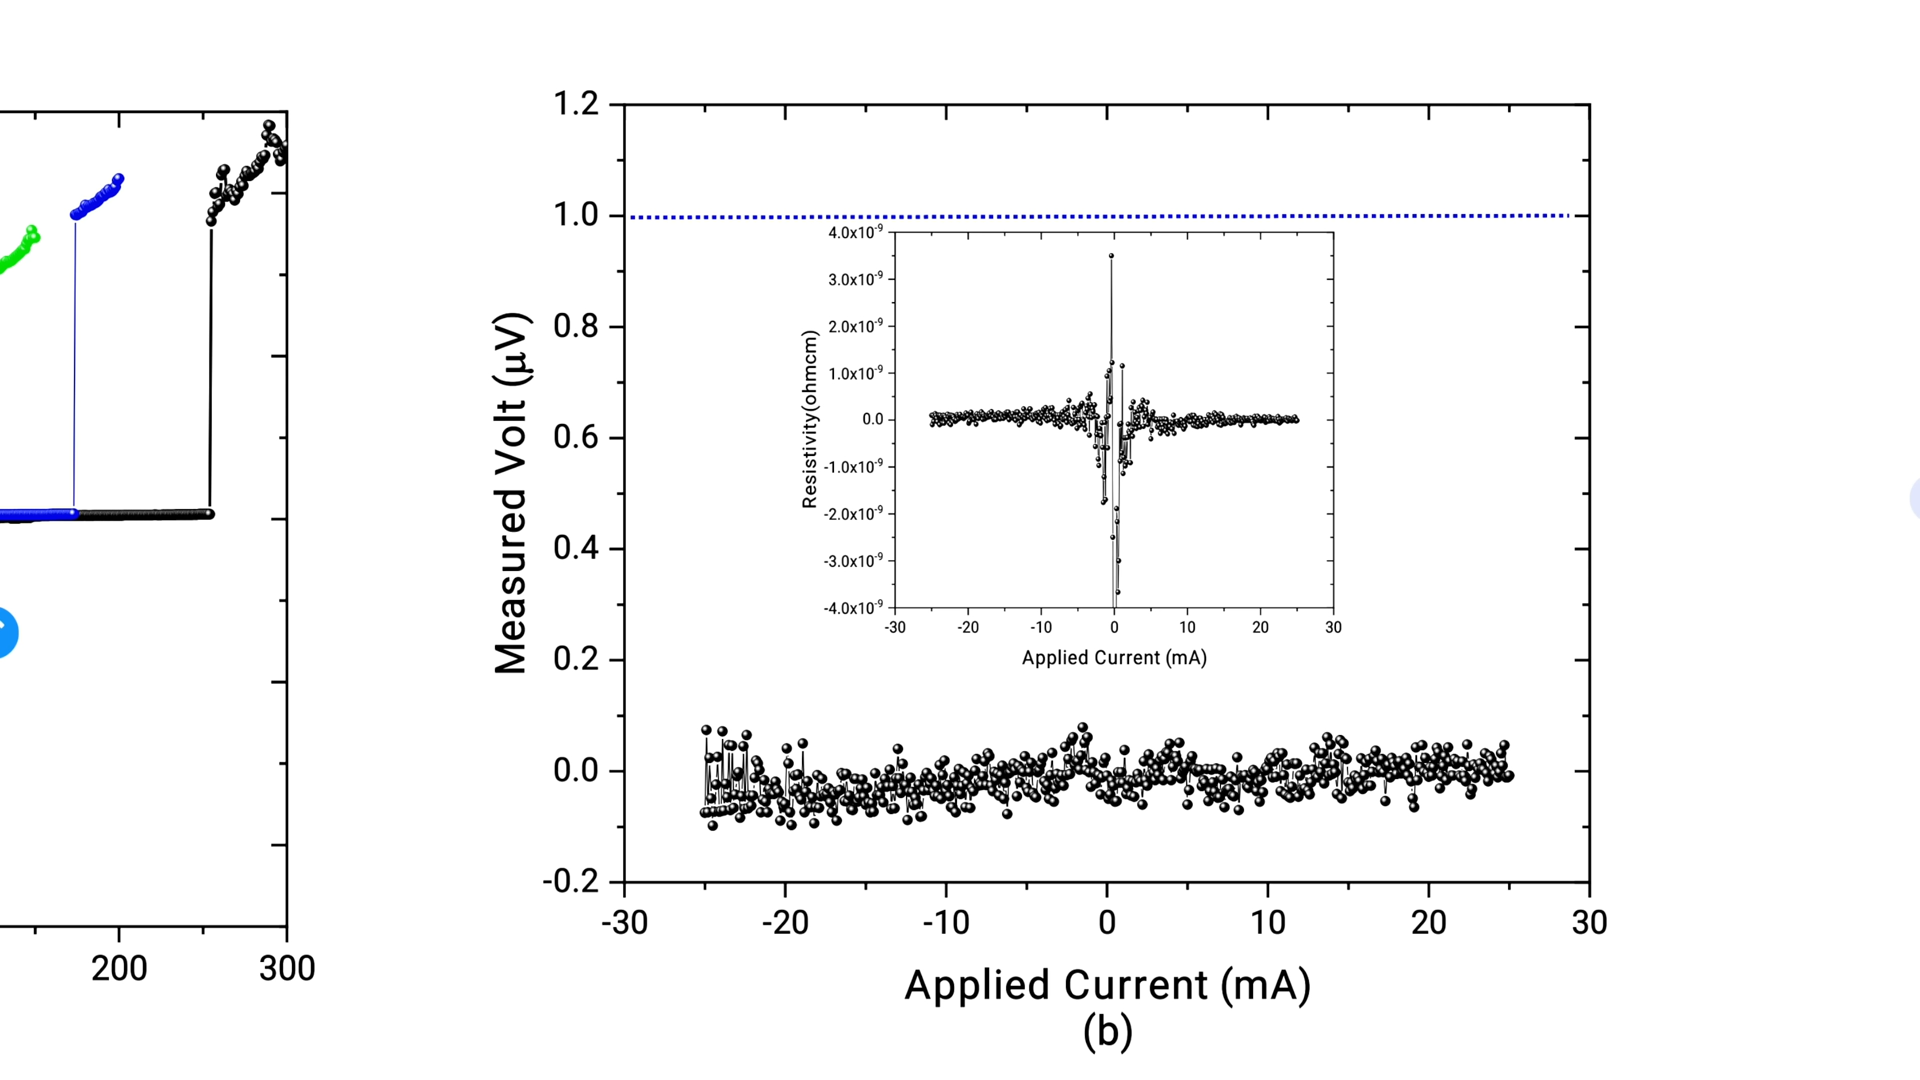 200
300
Measured Volt (μV)
1.2
1.0
0.8
0.6
0.4
0.2
0.0
-0.2
-30
-20
-10
0
10
20
30
Applied Current (mA)
Resistivity(ohmcm)
4.0x10⁻⁹
3.0x10⁻⁹
2.0x10⁻⁹
1.0x10⁻⁹
0.0
-1.0x10⁻⁹
-2.0x10⁻⁹
-3.0x10⁻⁹
-4.0x10⁻⁹
-30
-20
-10
0
10
20
30
Applied Current (mA)
(b)